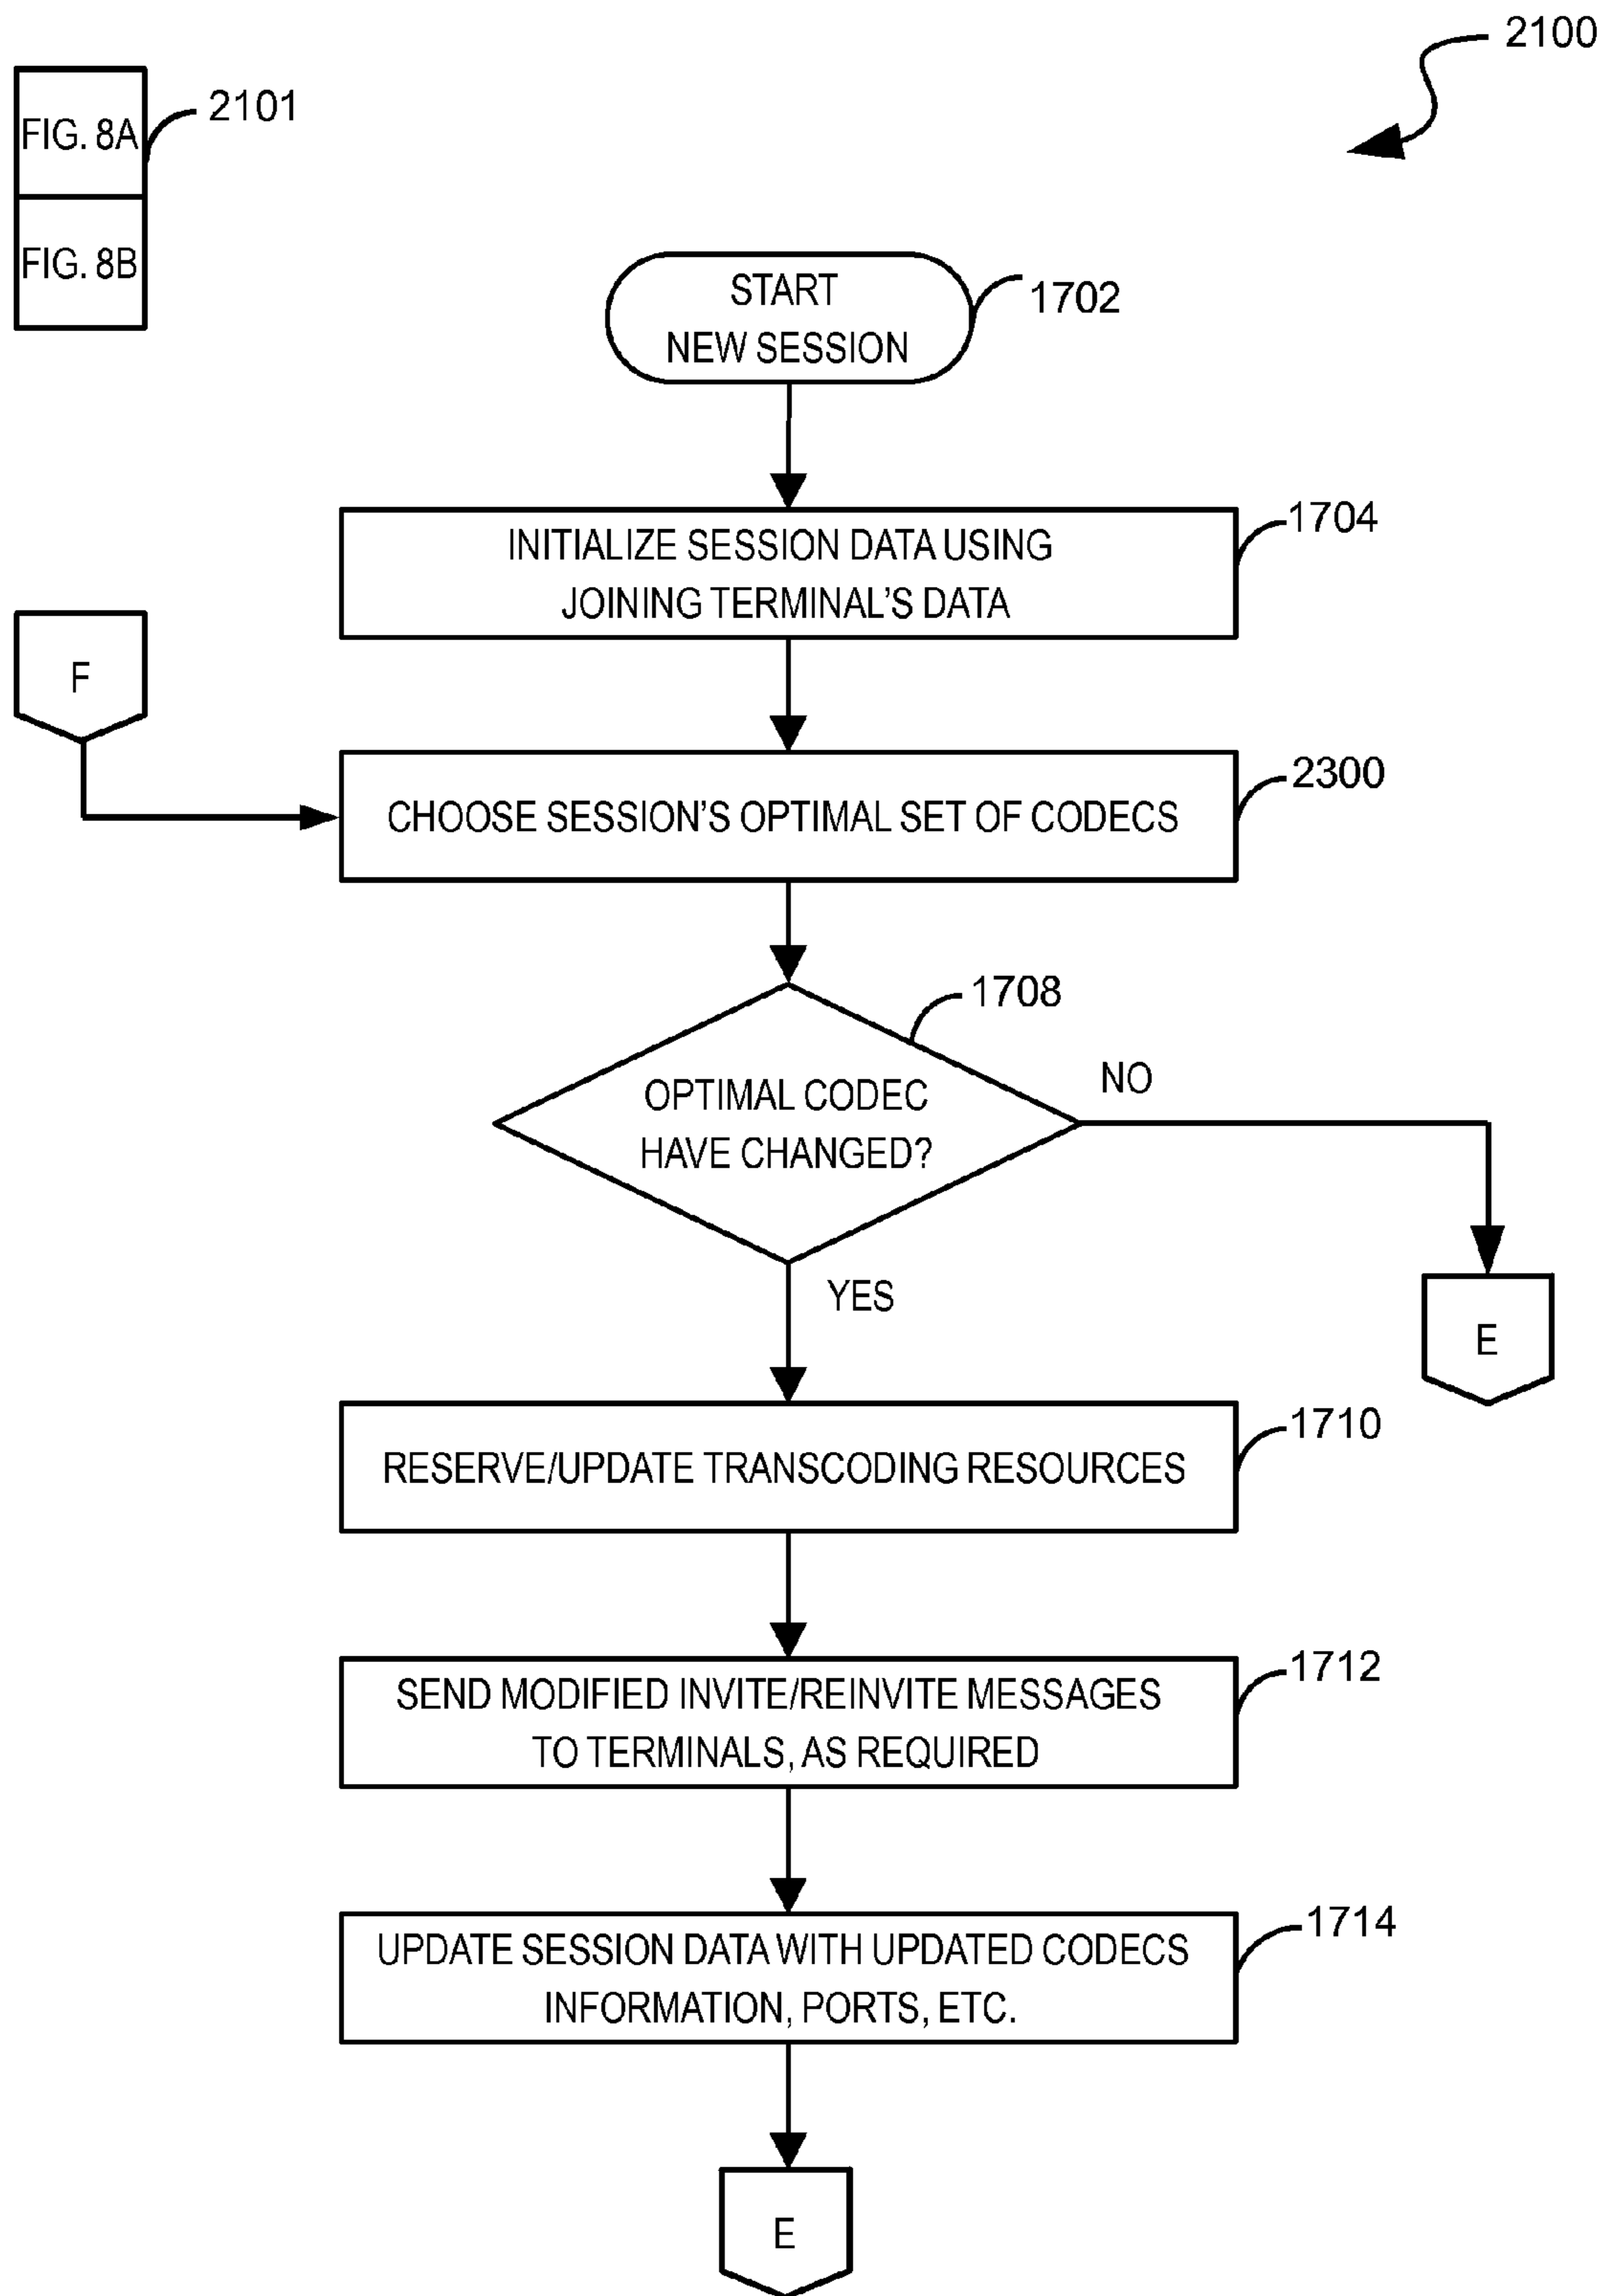 2100
FIG. 8A
2101
FIG. 8B
START
NEW SESSION
1702
INITIALIZE SESSION DATA USING
JOINING TERMINAL'S DATA
1704
F
CHOOSE SESSION'S OPTIMAL SET OF CODECS
2300
OPTIMAL CODEC
HAVE CHANGED?
1708
NO
YES
E
RESERVE/UPDATE TRANSCODING RESOURCES
1710
SEND MODIFIED INVITE/REINVITE MESSAGES
TO TERMINALS, AS REQUIRED
1712
UPDATE SESSION DATA WITH UPDATED CODECS
INFORMATION, PORTS, ETC.
1714
E